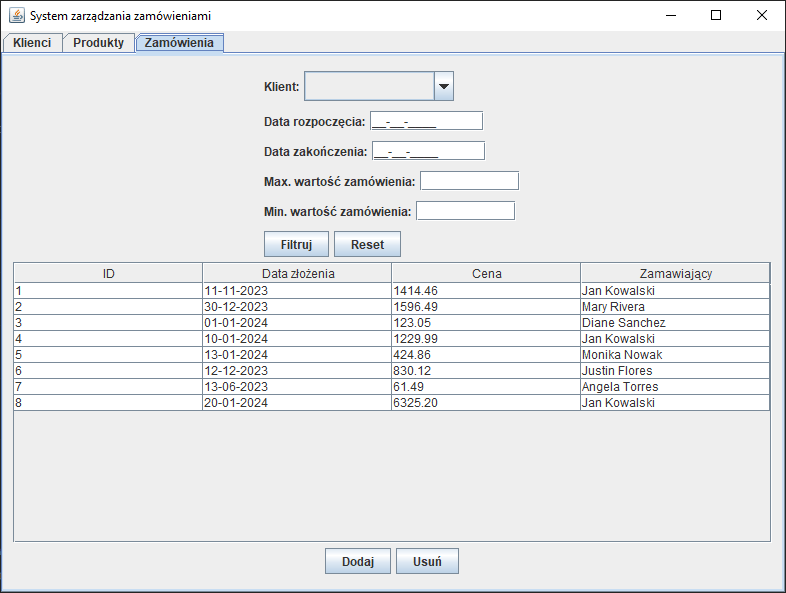 System zarządzania zamówieniami
Klienci Produkty Zamówienia
Klient:
Data rozpoczęcia: __-__-____
Data zakończenia: __-__-____
Max. wartość zamówienia:
Min. wartość zamówienia:
Filtruj Reset
ID Data złożenia Cena Zamawiający
1 11-11-2023 1414.46 Jan Kowalski
2 30-12-2023 1596.49 Mary Rivera
3 01-01-2024 123.05 Diane Sanchez
4 10-01-2024 1229.99 Jan Kowalski
5 13-01-2024 424.86 Monika Nowak
6 12-12-2023 830.12 Justin Flores
7 13-06-2023 61.49 Angela Torres
8 20-01-2024 6325.20 Jan Kowalski
Dodaj Usuń